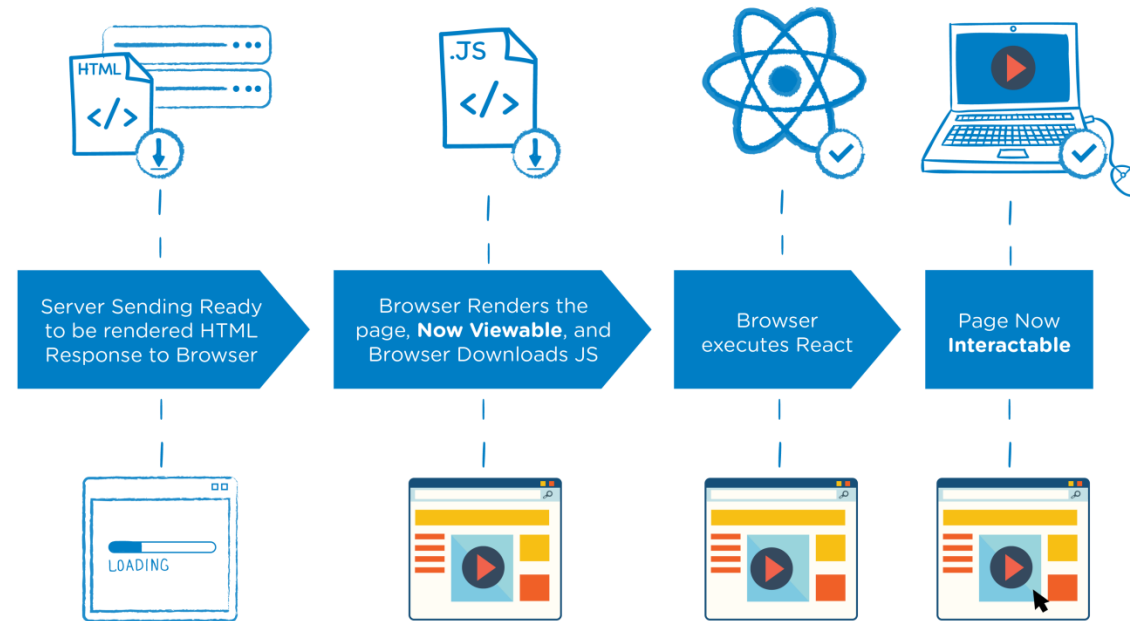 HTML
</>
.JS
</>
Server Sending Ready
to be rendered HTML
Response to Browser
Browser Renders the
page, Now Viewable, and
Browser Downloads JS
Browser
executes React
Page Now
Interactable
LOADING